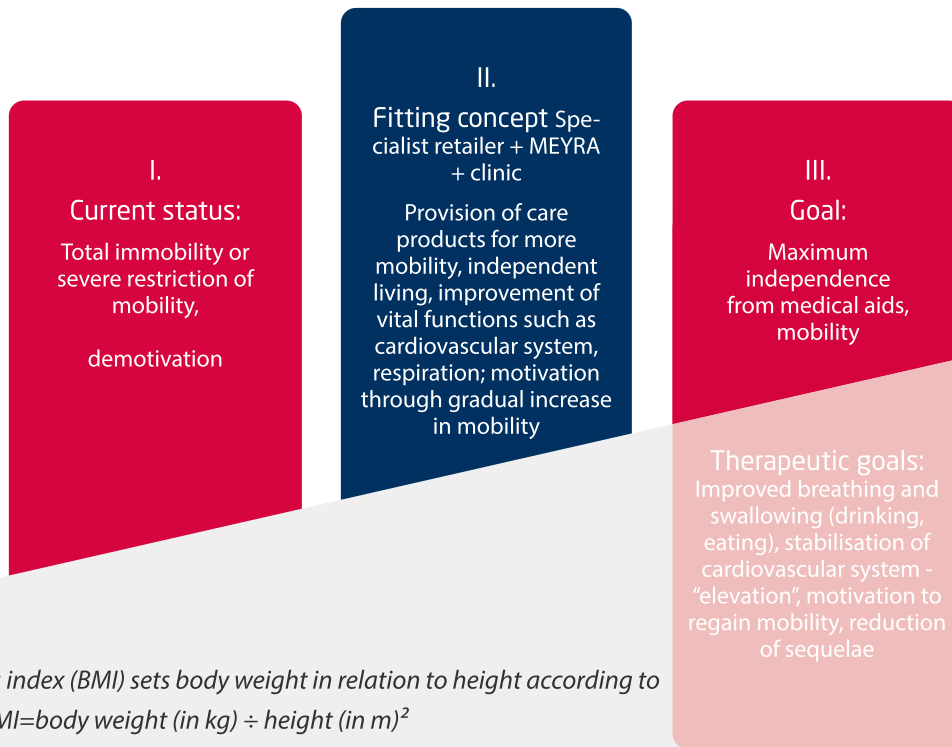 I.
Current status:
Total immobility or
severe restriction of
mobility,
demotivation
II.
Fitting concept Spe-
cialist retailer + MEYRA
+ clinic
Provision of care
products for more
mobility, independent
living, improvement of
vital functions such as
cardiovascular system,
respiration; motivation
through gradual increase
in mobility
III.
Goal:
Maximum
independence
from medical aids,
mobility
Therapeutic goals:
Improved breathing and
swallowing (drinking,
eating), stabilisation of
cardiovascular system -
“elevation”, motivation to
regain mobility, reduction
of sequelae
index (BMI) sets body weight in relation to height according to
MI=body weight (in kg) ÷ height (in m)²